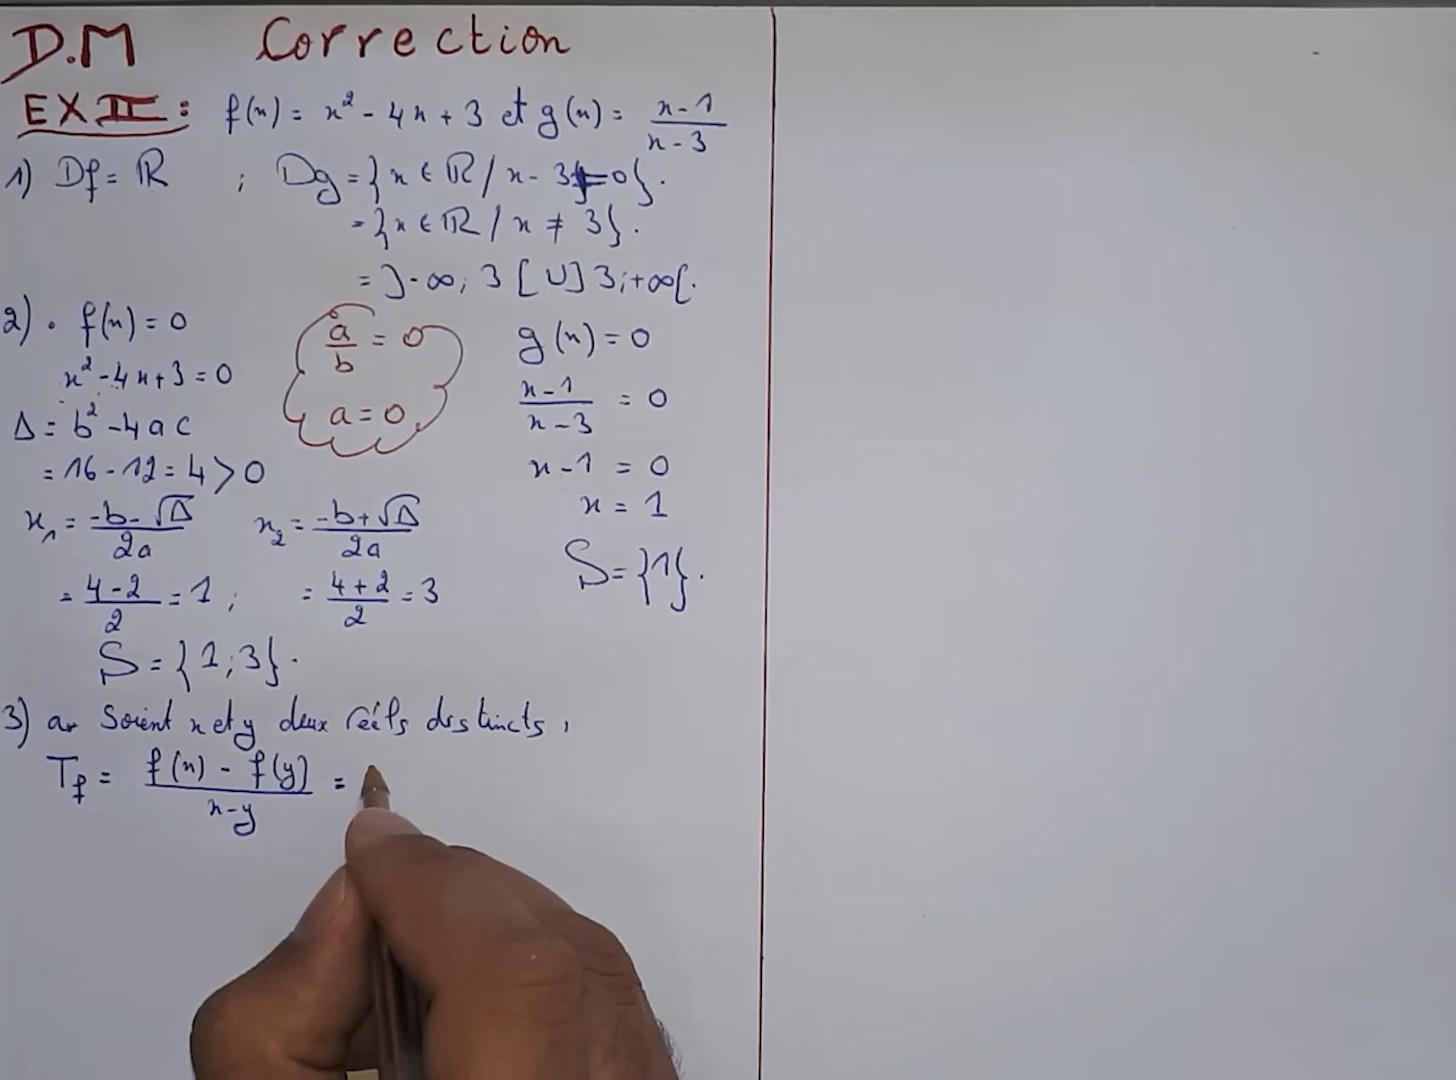 D.M Correction
EX II : f(x) = x² - 4x + 3 et g(x) = (x-1)/(x-3)
1) Df = ℝ ; Dg = {x ∈ ℝ / x - 3 ≠ 0}.
= {x ∈ ℝ / x ≠ 3}.
= ]-∞; 3[ U ]3; +∞[.
2) • f(x) = 0
x² - 4x + 3 = 0
Δ = b² - 4ac
= 16 - 12 = 4 > 0
x₁ = (-b - √Δ)/2a x₂ = (-b + √Δ)/2a
= (4 - 2)/2 = 1 ; = (4 + 2)/2 = 3
S = {1; 3}.
a/b = 0
a = 0
g(x) = 0
(x-1)/(x-3) = 0
x - 1 = 0
x = 1
S = {1}.
3) a- Soient x et y deux réels distincts,
Tf = (f(x) - f(y))/(x-y) =